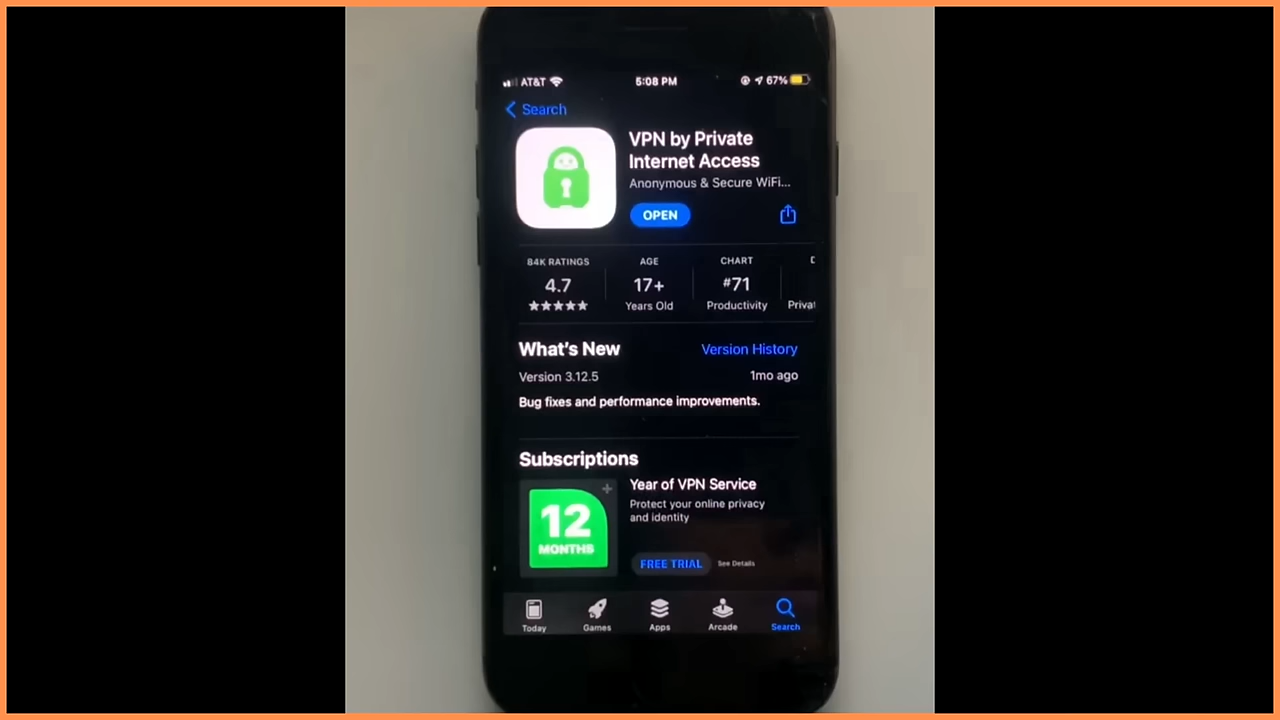 AT&T 5:08 PM 67%
Search
VPN by Private
Internet Access
Anonymous & Secure WiFi...
OPEN
84K RATINGS AGE CHART
4.7 17+ #71
Years Old Productivity Privat
What's New Version History
Version 3.12.5 1mo ago
Bug fixes and performance improvements.
Subscriptions
Year of VPN Service
Protect your online privacy
and identity
12
MONTHS
FREE TRIAL See Details
Today Games Apps Arcade Search